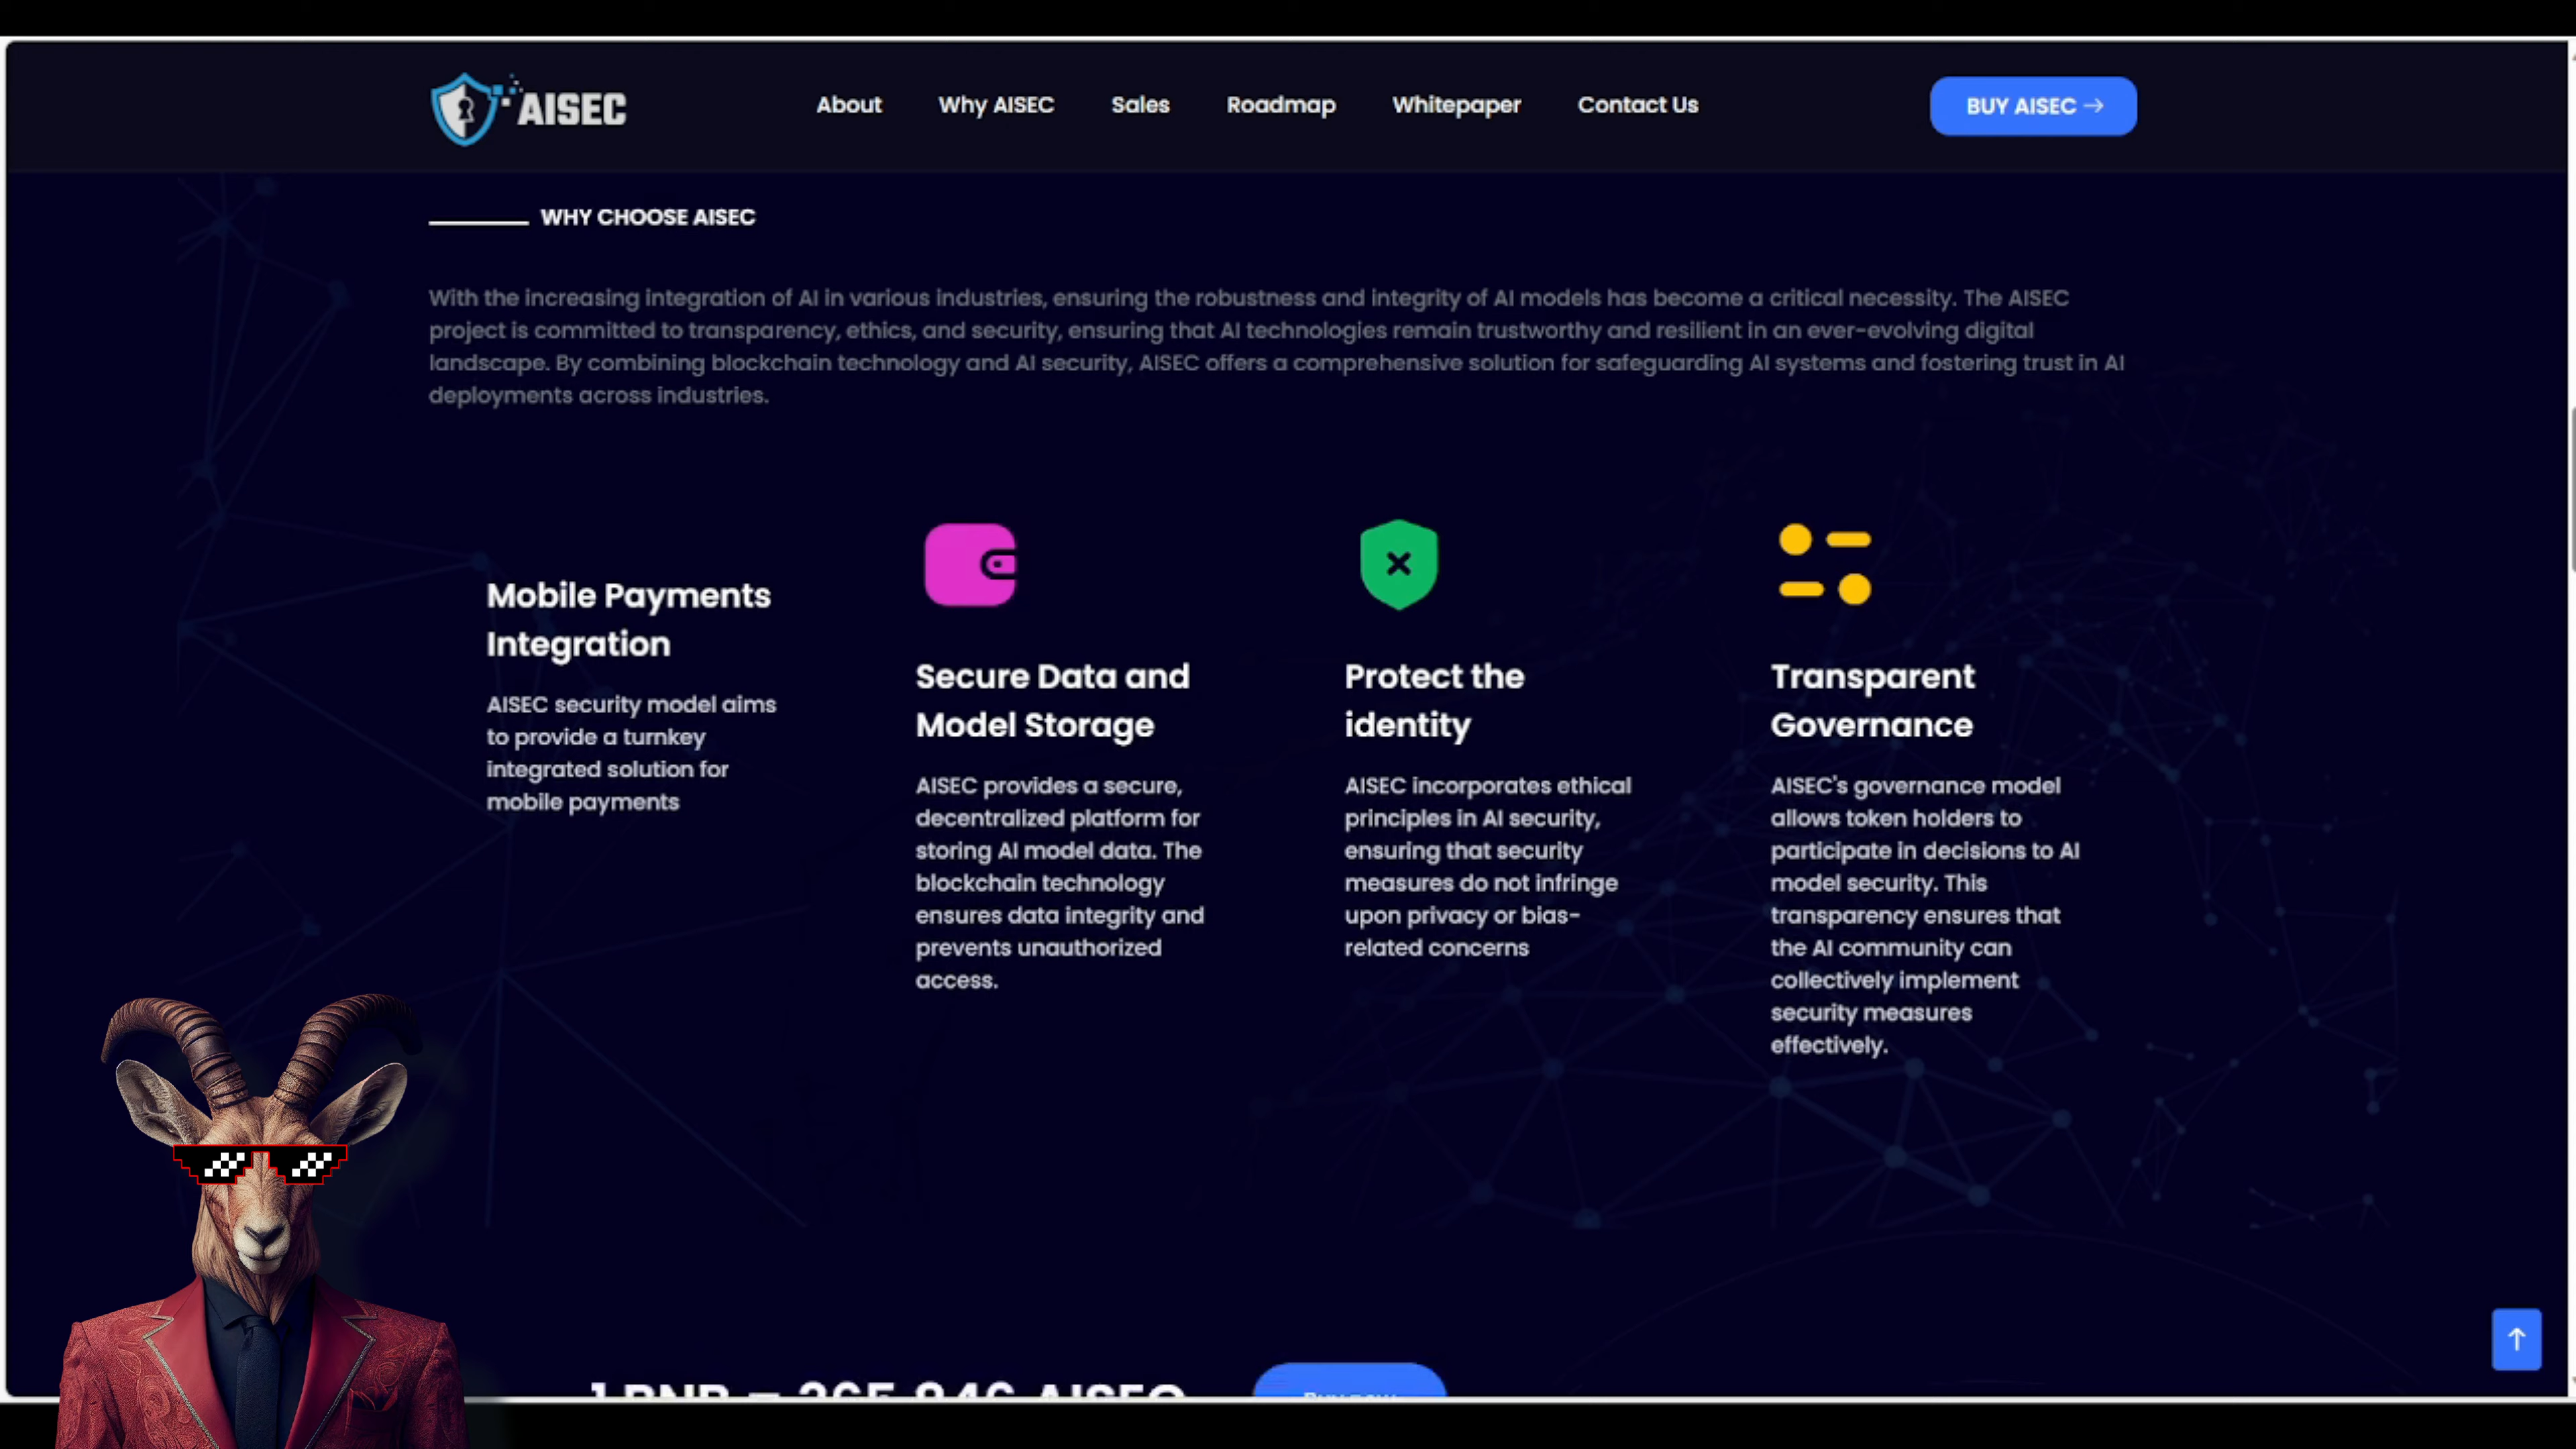 AISEC
About
Why AISEC
Sales
Roadmap
Whitepaper
Contact Us
BUY AISEC →
WHY CHOOSE AISEC
With the increasing integration of AI in various industries, ensuring the robustness and integrity of AI models has become a critical necessity. The AISEC
project is committed to transparency, ethics, and security, ensuring that AI technologies remain trustworthy and resilient in an ever-evolving digital
landscape. By combining blockchain technology and AI security, AISEC offers a comprehensive solution for safeguarding AI systems and fostering trust in AI
deployments across industries.
Mobile Payments
Integration
AISEC security model aims
to provide a turnkey
integrated solution for
mobile payments
Secure Data and
Model Storage
AISEC provides a secure,
decentralized platform for
storing AI model data. The
blockchain technology
ensures data integrity and
prevents unauthorized
access.
Protect the
identity
AISEC incorporates ethical
principles in AI security,
ensuring that security
measures do not infringe
upon privacy or bias-
related concerns
Transparent
Governance
AISEC's governance model
allows token holders to
participate in decisions to AI
model security. This
transparency ensures that
the AI community can
collectively implement
security measures
effectively.
1 BNB =